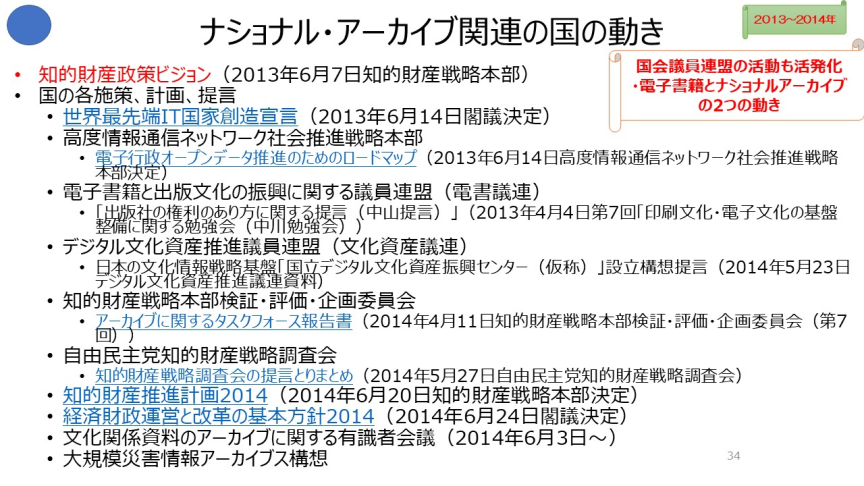 ナショナル・アーカイブ関連の国の動き
2013～2014年
国会議員連盟の活動も活発化
・電子書籍とナショナルアーカイブ
の2つの動き
• 知的財産政策ビジョン（2013年6月7日知的財産戦略本部）
• 国の各施策、計画、提言
• 世界最先端IT国家創造宣言（2013年6月14日閣議決定）
• 高度情報通信ネットワーク社会推進戦略本部
• 電子行政オープンデータ推進のためのロードマップ（2013年6月14日高度情報通信ネットワーク社会推進戦略
本部決定）
• 電子書籍と出版文化の振興に関する議員連盟（電書議連）
• 「出版社の権利のあり方に関する提言（中山提言）」（2013年4月4日第7回「印刷文化・電子文化の基盤
整備に関する勉強会（中川勉強会））
• デジタル文化資産推進議員連盟（文化資産議連）
• 日本の文化情報戦略基盤「国立デジタル文化資産振興センター（仮称）」設立構想提言（2014年5月23日
デジタル文化資産推進議連資料）
• 知的財産戦略本部検証・評価・企画委員会
• アーカイブに関するタスクフォース報告書（2014年4月11日知的財産戦略本部検証・評価・企画委員会（第7
回））
• 自由民主党知的財産戦略調査会
• 知的財産戦略調査会の提言とりまとめ（2014年5月27日自由民主党知的財産戦略調査会）
• 知的財産推進計画2014（2014年6月20日知的財産戦略本部決定）
• 経済財政運営と改革の基本方針2014（2014年6月24日閣議決定）
• 文化関係資料のアーカイブに関する有識者会議（2014年6月3日～）
• 大規模災害情報アーカイブス構想
34